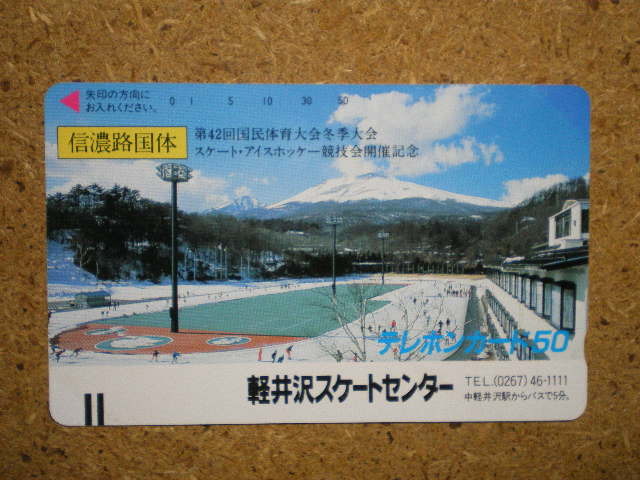 矢印の方向に
お入れください。
0 1 5 10 30 50
信濃路国体
第42回国民体育大会冬季大会
スケート・アイスホッケー競技会開催記念
テレホンカード50
軽井沢スケートセンター
TEL.(0267)46-1111
中軽井沢駅からバスで5分。